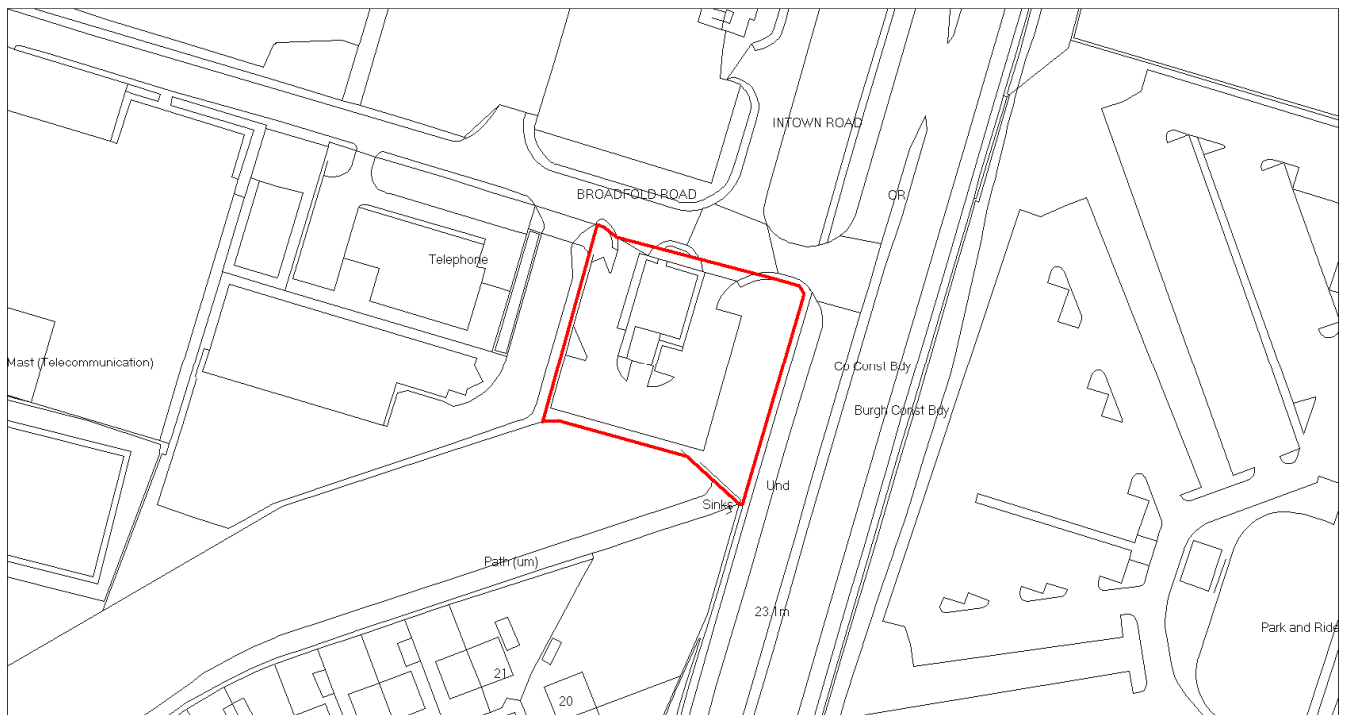 INTOWN ROAD
BROADFOLD ROAD
CR
Telephone
Mast (Telecommunication)
Co Const Bdy
Burgh Const Bdy
Und
Sinks
Path (um)
23.1m
Park and Ride
21
20